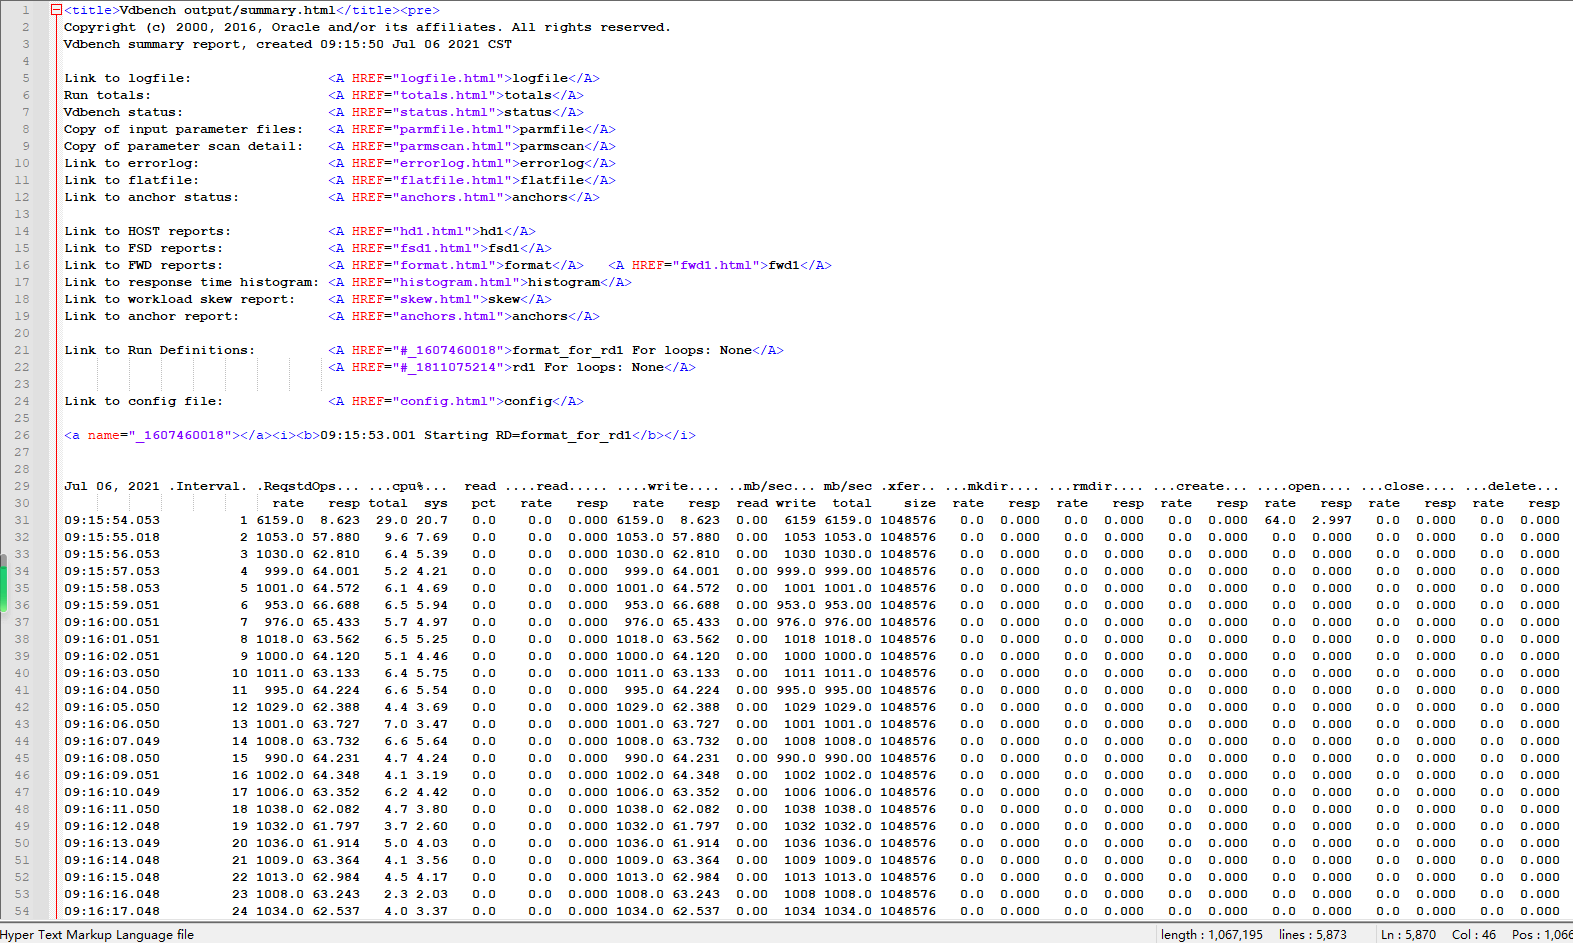 1 <title>Vdbench output/summary.html</title><pre>
2 Copyright (c) 2000, 2016, Oracle and/or its affiliates. All rights reserved.
3 Vdbench summary report, created 09:15:50 Jul 06 2021 CST
4
5 Link to logfile: <A HREF="logfile.html">logfile</A>
6 Run totals: <A HREF="totals.html">totals</A>
7 Vdbench status: <A HREF="status.html">status</A>
8 Copy of input parameter files: <A HREF="parmfile.html">parmfile</A>
9 Copy of parameter scan detail: <A HREF="parmscan.html">parmscan</A>
10 Link to errorlog: <A HREF="errorlog.html">errorlog</A>
11 Link to flatfile: <A HREF="flatfile.html">flatfile</A>
12 Link to anchor status: <A HREF="anchors.html">anchors</A>
13
14 Link to HOST reports: <A HREF="hd1.html">hd1</A>
15 Link to FSD reports: <A HREF="fsd1.html">fsd1</A>
16 Link to FWD reports: <A HREF="format.html">format</A> <A HREF="fwd1.html">fwd1</A>
17 Link to response time histogram: <A HREF="histogram.html">histogram</A>
18 Link to workload skew report: <A HREF="skew.html">skew</A>
19 Link to anchor report: <A HREF="anchors.html">anchors</A>
20
21 Link to Run Definitions: <A HREF="#_1607460018">format_for_rd1 For loops: None</A>
22 <A HREF="#_1811075214">rd1 For loops: None</A>
23
24 Link to config file: <A HREF="config.html">config</A>
25
26 <a name="_1607460018"></a><i><b>09:15:53.001 Starting RD=format_for_rd1</b></i>
27
28
29 Jul 06, 2021 .Interval. .ReqstdOps... ...cpu%... read ....read..... ....write.... ..mb/sec... mb/sec .xfer.. ...mkdir.... ...rmdir.... ...create... ....open.... ...close.... ...delete...
30 rate resp total sys pct rate resp rate resp read write total size rate resp rate resp rate resp rate resp rate resp rate resp
31 09:15:54.053 1 6159.0 8.623 29.0 20.7 0.0 0.0 0.000 6159.0 8.623 0.00 6159 6159.0 1048576 0.0 0.000 0.0 0.000 0.0 0.000 64.0 2.997 0.0 0.000 0.0 0.000
32 09:15:55.018 2 1053.0 57.880 9.6 7.69 0.0 0.0 0.000 1053.0 57.880 0.00 1053 1053.0 1048576 0.0 0.000 0.0 0.000 0.0 0.000 0.0 0.000 0.0 0.000 0.0 0.000
33 09:15:56.053 3 1030.0 62.810 6.4 5.39 0.0 0.0 0.000 1030.0 62.810 0.00 1030 1030.0 1048576 0.0 0.000 0.0 0.000 0.0 0.000 0.0 0.000 0.0 0.000 0.0 0.000
34 09:15:57.053 4 999.0 64.001 5.2 4.21 0.0 0.0 0.000 999.0 64.001 0.00 999.0 999.00 1048576 0.0 0.000 0.0 0.000 0.0 0.000 0.0 0.000 0.0 0.000 0.0 0.000
35 09:15:58.053 5 1001.0 64.572 6.1 4.69 0.0 0.0 0.000 1001.0 64.572 0.00 1001 1001.0 1048576 0.0 0.000 0.0 0.000 0.0 0.000 0.0 0.000 0.0 0.000 0.0 0.000
36 09:15:59.051 6 953.0 66.688 6.5 5.94 0.0 0.0 0.000 953.0 66.688 0.00 953.0 953.00 1048576 0.0 0.000 0.0 0.000 0.0 0.000 0.0 0.000 0.0 0.000 0.0 0.000
37 09:16:00.051 7 976.0 65.433 5.7 4.97 0.0 0.0 0.000 976.0 65.433 0.00 976.0 976.00 1048576 0.0 0.000 0.0 0.000 0.0 0.000 0.0 0.000 0.0 0.000 0.0 0.000
38 09:16:01.051 8 1018.0 63.562 6.5 5.25 0.0 0.0 0.000 1018.0 63.562 0.00 1018 1018.0 1048576 0.0 0.000 0.0 0.000 0.0 0.000 0.0 0.000 0.0 0.000 0.0 0.000
39 09:16:02.051 9 1000.0 64.120 5.1 4.46 0.0 0.0 0.000 1000.0 64.120 0.00 1000 1000.0 1048576 0.0 0.000 0.0 0.000 0.0 0.000 0.0 0.000 0.0 0.000 0.0 0.000
40 09:16:03.050 10 1011.0 63.133 6.4 5.75 0.0 0.0 0.000 1011.0 63.133 0.00 1011 1011.0 1048576 0.0 0.000 0.0 0.000 0.0 0.000 0.0 0.000 0.0 0.000 0.0 0.000
41 09:16:04.050 11 995.0 64.224 6.6 5.54 0.0 0.0 0.000 995.0 64.224 0.00 995.0 995.00 1048576 0.0 0.000 0.0 0.000 0.0 0.000 0.0 0.000 0.0 0.000 0.0 0.000
42 09:16:05.050 12 1029.0 62.388 4.4 3.69 0.0 0.0 0.000 1029.0 62.388 0.00 1029 1029.0 1048576 0.0 0.000 0.0 0.000 0.0 0.000 0.0 0.000 0.0 0.000 0.0 0.000
43 09:16:06.050 13 1001.0 63.727 7.0 3.47 0.0 0.0 0.000 1001.0 63.727 0.00 1001 1001.0 1048576 0.0 0.000 0.0 0.000 0.0 0.000 0.0 0.000 0.0 0.000 0.0 0.000
44 09:16:07.049 14 1008.0 63.732 6.6 5.64 0.0 0.0 0.000 1008.0 63.732 0.00 1008 1008.0 1048576 0.0 0.000 0.0 0.000 0.0 0.000 0.0 0.000 0.0 0.000 0.0 0.000
45 09:16:08.050 15 990.0 64.231 4.7 4.24 0.0 0.0 0.000 990.0 64.231 0.00 990.0 990.00 1048576 0.0 0.000 0.0 0.000 0.0 0.000 0.0 0.000 0.0 0.000 0.0 0.000
46 09:16:09.051 16 1002.0 64.348 4.1 3.19 0.0 0.0 0.000 1002.0 64.348 0.00 1002 1002.0 1048576 0.0 0.000 0.0 0.000 0.0 0.000 0.0 0.000 0.0 0.000 0.0 0.000
47 09:16:10.049 17 1006.0 63.352 6.2 4.42 0.0 0.0 0.000 1006.0 63.352 0.00 1006 1006.0 1048576 0.0 0.000 0.0 0.000 0.0 0.000 0.0 0.000 0.0 0.000 0.0 0.000
48 09:16:11.050 18 1038.0 62.082 4.7 3.80 0.0 0.0 0.000 1038.0 62.082 0.00 1038 1038.0 1048576 0.0 0.000 0.0 0.000 0.0 0.000 0.0 0.000 0.0 0.000 0.0 0.000
49 09:16:12.048 19 1032.0 61.797 3.7 2.60 0.0 0.0 0.000 1032.0 61.797 0.00 1032 1032.0 1048576 0.0 0.000 0.0 0.000 0.0 0.000 0.0 0.000 0.0 0.000 0.0 0.000
50 09:16:13.049 20 1036.0 61.914 5.0 4.03 0.0 0.0 0.000 1036.0 61.914 0.00 1036 1036.0 1048576 0.0 0.000 0.0 0.000 0.0 0.000 0.0 0.000 0.0 0.000 0.0 0.000
51 09:16:14.048 21 1009.0 63.364 4.1 3.56 0.0 0.0 0.000 1009.0 63.364 0.00 1009 1009.0 1048576 0.0 0.000 0.0 0.000 0.0 0.000 0.0 0.000 0.0 0.000 0.0 0.000
52 09:16:15.048 22 1013.0 62.984 4.5 4.17 0.0 0.0 0.000 1013.0 62.984 0.00 1013 1013.0 1048576 0.0 0.000 0.0 0.000 0.0 0.000 0.0 0.000 0.0 0.000 0.0 0.000
53 09:16:16.048 23 1008.0 63.243 2.3 2.03 0.0 0.0 0.000 1008.0 63.243 0.00 1008 1008.0 1048576 0.0 0.000 0.0 0.000 0.0 0.000 0.0 0.000 0.0 0.000 0.0 0.000
54 09:16:17.048 24 1034.0 62.537 4.0 3.37 0.0 0.0 0.000 1034.0 62.537 0.00 1034 1034.0 1048576 0.0 0.000 0.0 0.000 0.0 0.000 0.0 0.000 0.0 0.000 0.0 0.000
Hyper Text Markup Language file length : 1,067,195 lines : 5,873 Ln : 5,870 Col : 46 Pos : 1,066